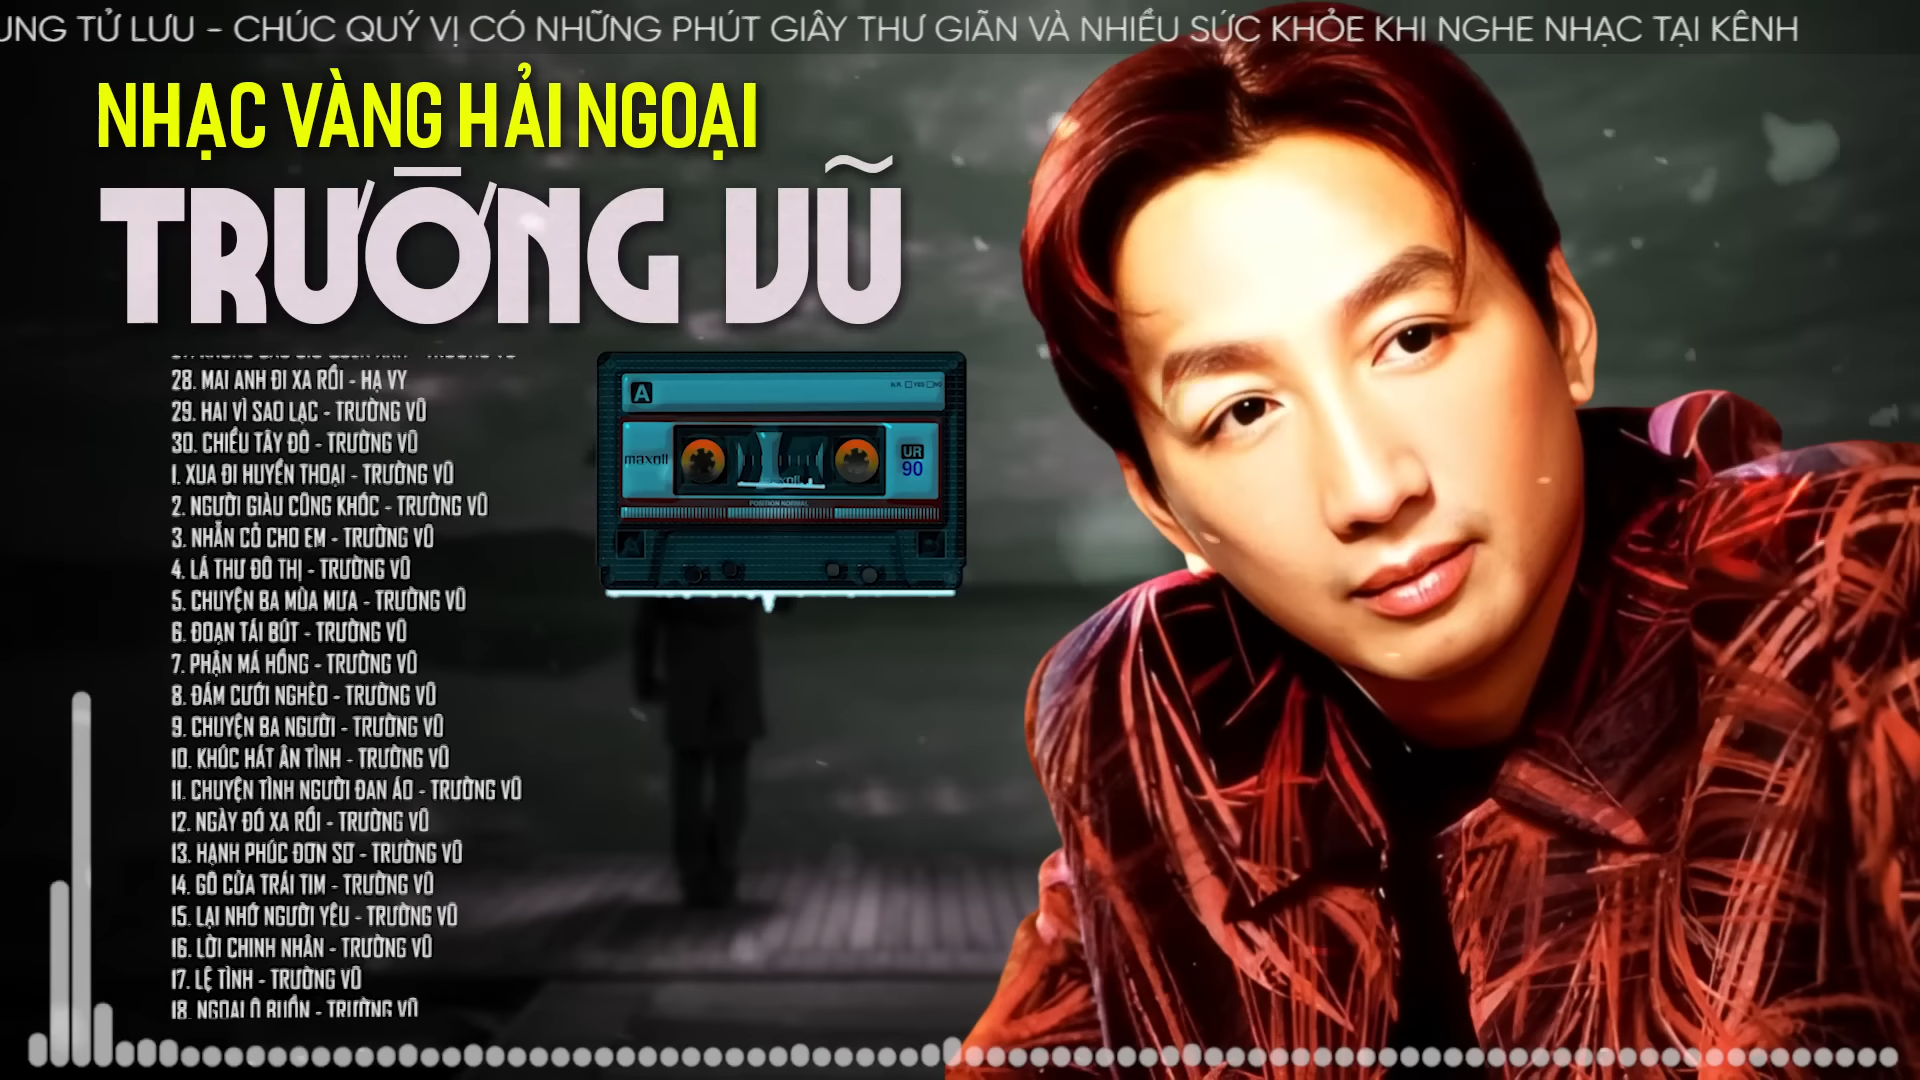 UNG TỬ LƯU - CHÚC QUÝ VỊ CÓ NHỮNG PHÚT GIÂY THƯ GIÃN VÀ NHIỀU SỨC KHỎE KHI NGHE NHẠC TẠI KÊNH
NHẠC VÀNG HẢI NGOẠI
TRƯỜNG VŨ
28. MAI ANH ĐI XA RỒI - HẠ VY
29. HAI VÌ SAO LẠC - TRƯỜNG VŨ
30. CHIỀU TÂY ĐÔ - TRƯỜNG VŨ
1. XUA ĐI HUYỀN THOẠI - TRƯỜNG VŨ
2. NGƯỜI GIÀU CŨNG KHÓC - TRƯỜNG VŨ
3. NHẪN CỎ CHO EM - TRƯỜNG VŨ
4. LÁ THƯ ĐÔ THỊ - TRƯỜNG VŨ
5. CHUYỆN BA MÙA MƯA - TRƯỜNG VŨ
6. ĐOẠN TÁI BÚT - TRƯỜNG VŨ
7. PHẬN MÁ HỒNG - TRƯỜNG VŨ
8. ĐÁM CƯỚI NGHÈO - TRƯỜNG VŨ
9. CHUYỆN BA NGƯỜI - TRƯỜNG VŨ
10. KHÚC HÁT ÂN TÌNH - TRƯỜNG VŨ
11. CHUYỆN TÌNH NGƯỜI ĐAN ÁO - TRƯỜNG VŨ
12. NGÀY ĐÓ XA RỒI - TRƯỜNG VŨ
13. HẠNH PHÚC ĐƠN SƠ - TRƯỜNG VŨ
14. GÕ CỬA TRÁI TIM - TRƯỜNG VŨ
15. LẠI NHỚ NGƯỜI YÊU - TRƯỜNG VŨ
16. LỜI CHINH NHÂN - TRƯỜNG VŨ
17. LỆ TÌNH - TRƯỜNG VŨ
18. NGOẠI Ô BUỒN - TRƯỜNG VŨ
A
N.R. YES NO
maxell
UR
90
POSITION NORMAL
A